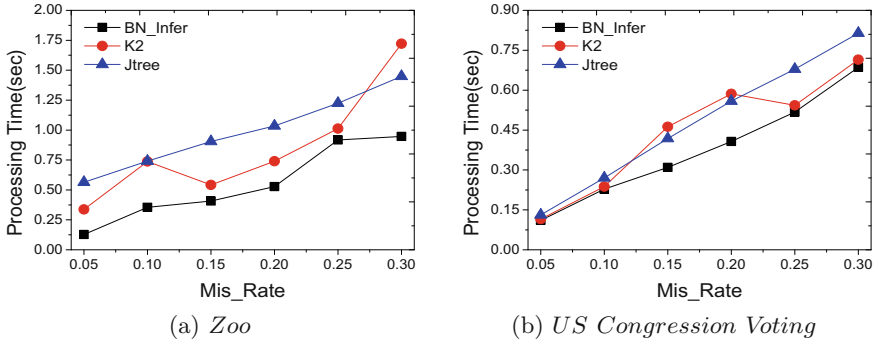 2.00
1.75
1.50
1.25
1.00
0.75
0.50
0.25
0.00
Processing Time(sec)
BN_Infer
K2
Jtree
0.05 0.10 0.15 0.20 0.25 0.30
Mis_Rate
(a) Zoo
0.90
0.75
0.60
0.45
0.30
0.15
0.00
Processing Time(sec)
BN_Infer
K2
Jtree
0.05 0.10 0.15 0.20 0.25 0.30
Mis_Rate
(b) US Congression Voting